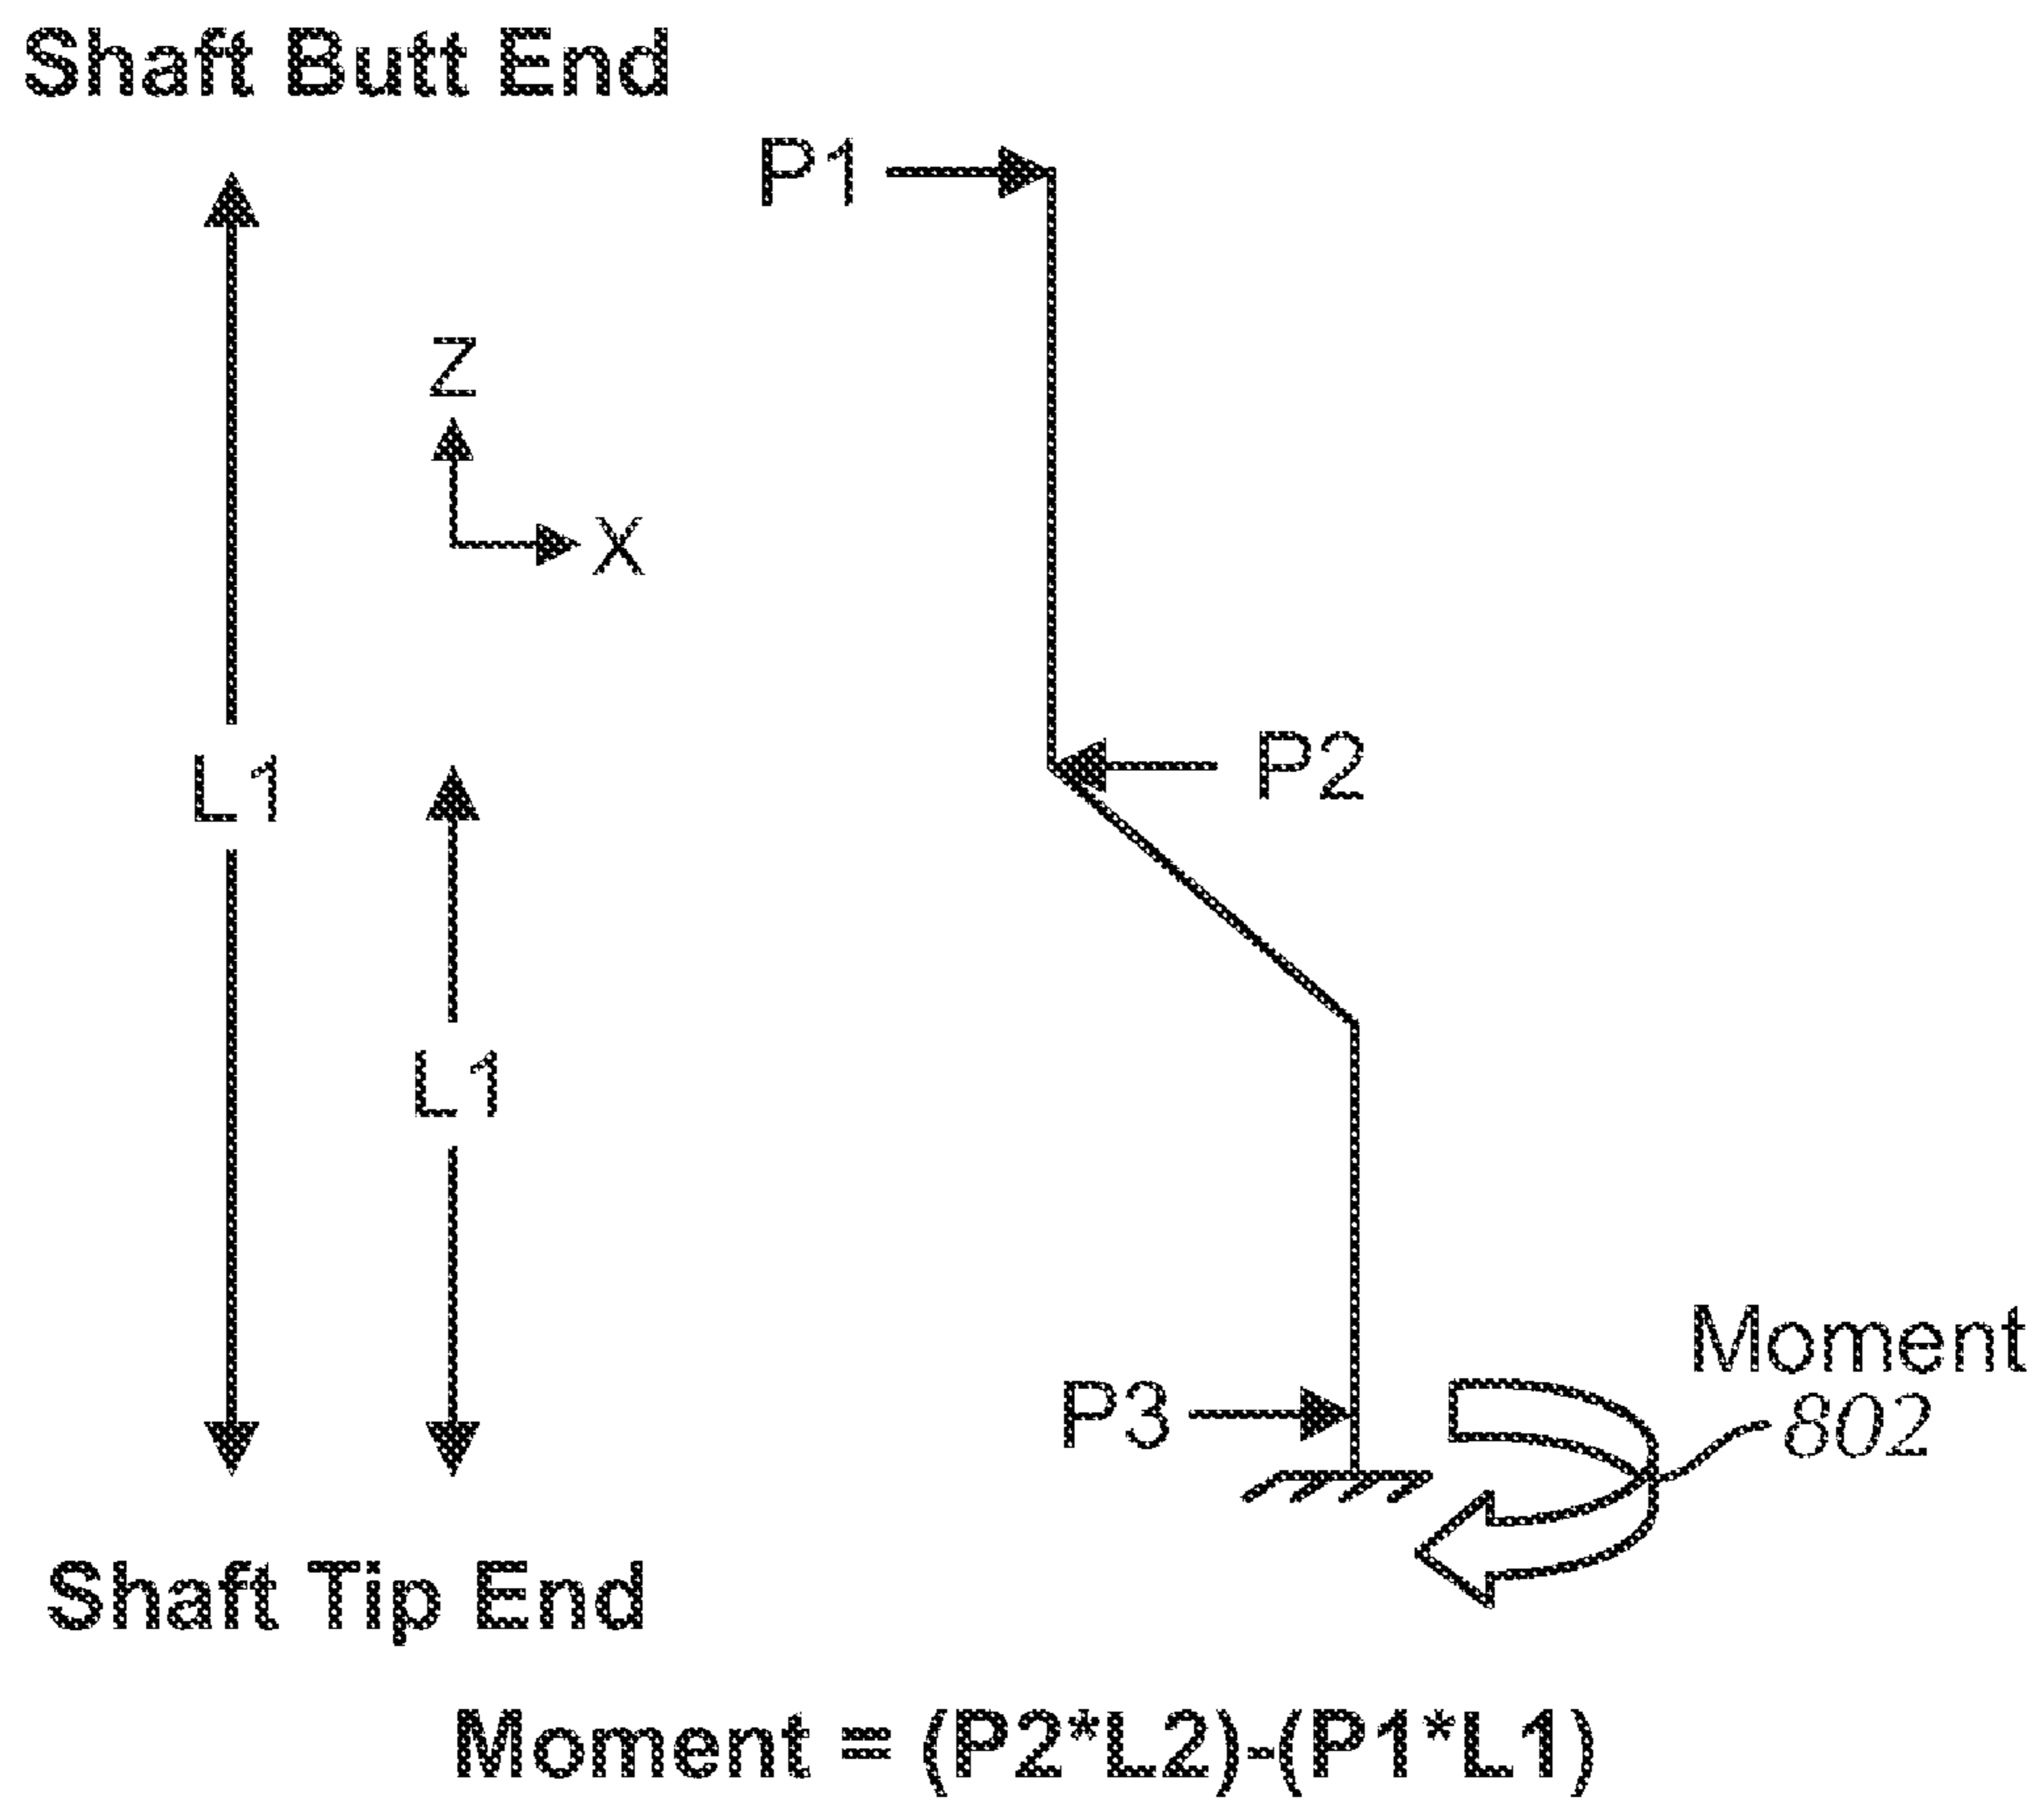 Shaft Butt End
P1
Z
X
L1
P2
L1
Moment
P3
802
Shaft Tip End
Moment = (P2*L2)-(P1*L1)